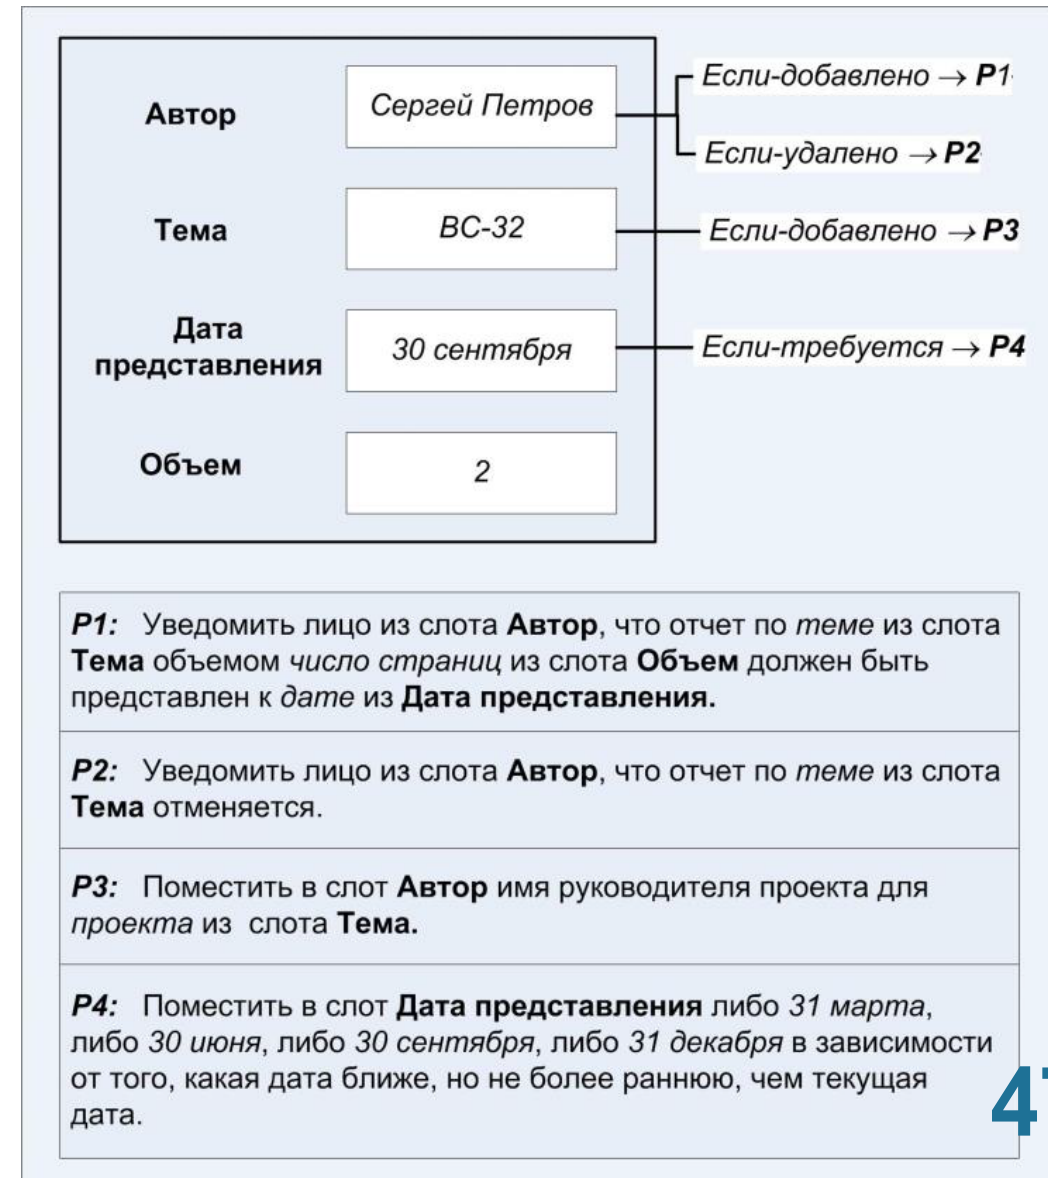 Автор
Сергей Петров
Если-добавлено → P1
Если-удалено → P2
Тема
ВС-32
Если-добавлено → P3
Дата
представления
30 сентября
Если-требуется → P4
Объем
2
P1: Уведомить лицо из слота Автор, что отчет по теме из слота
Тема объемом число страниц из слота Объем должен быть
представлен к дате из Дата представления.
P2: Уведомить лицо из слота Автор, что отчет по теме из слота
Тема отменяется.
P3: Поместить в слот Автор имя руководителя проекта для
проекта из слота Тема.
P4: Поместить в слот Дата представления либо 31 марта,
либо 30 июня, либо 30 сентября, либо 31 декабря в зависимости
от того, какая дата ближе, но не более раннюю, чем текущая
дата.